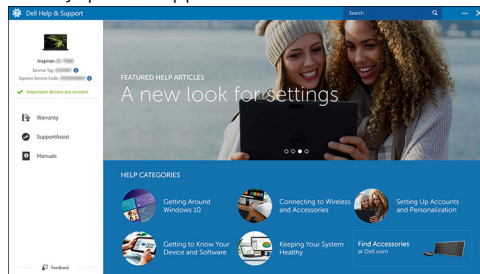 Dell Help & Support
Search
Inspiron
Service Tag
Express Service Code
Important drivers are current
Warranty
SupportAssist
Manuals
Feedback
FEATURED HELP ARTICLES
A new look for settings
HELP CATEGORIES
Getting Around
Windows 10
Connecting to Wireless
and Accessories
Setting Up Accounts
and Personalization
Getting to Know Your
Device and Software
Keeping Your System
Healthy
Find Accessories
at Dell.com